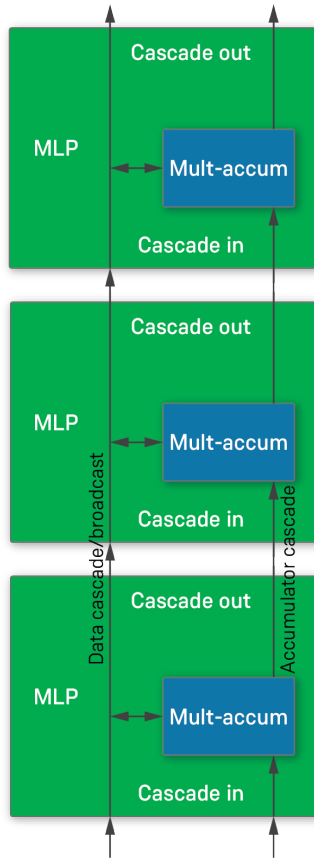 Cascade out
MLP
Mult-accum
Cascade in
Cascade out
MLP
Mult-accum
Cascade in
Data cascade/broadcast
Accumulator cascade
Cascade out
MLP
Mult-accum
Cascade in